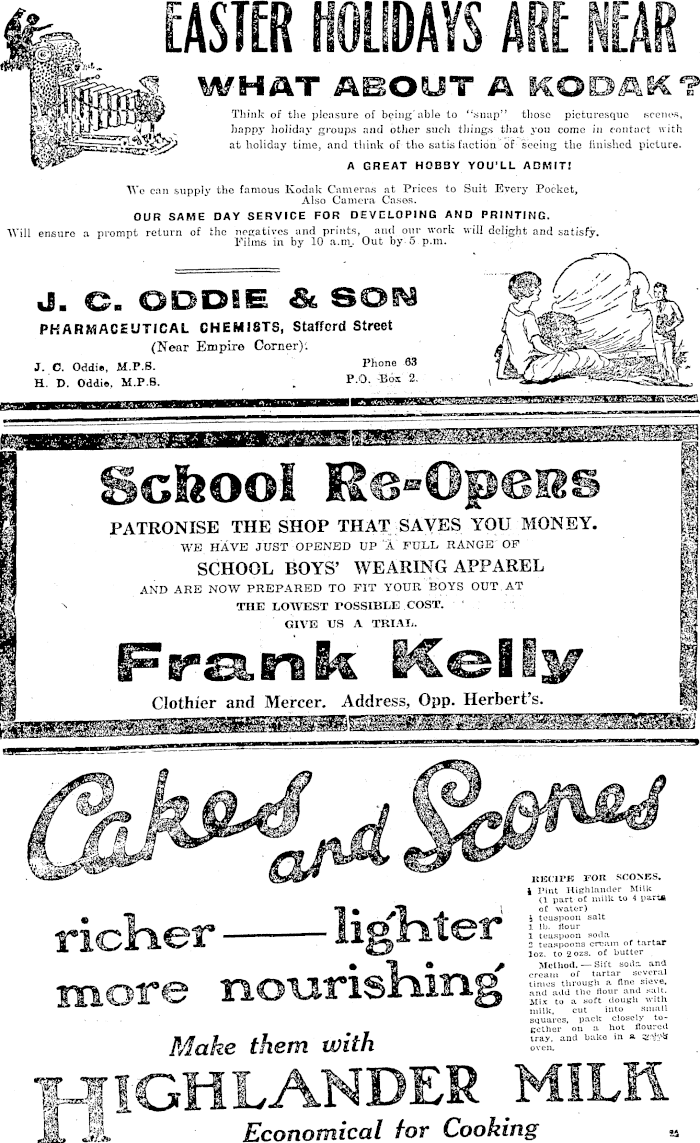 EASTER HOLIDAYS ARE NEAR
WHAT ABOUT A KODAK?
Think of the pleasure of being able to "snap" those picturesque scenes,
happy holiday groups and other such things that you come in contact with
at holiday time, and think of the satisfaction of seeing the finished picture.
A GREAT HOBBY YOU'LL ADMIT!
We can supply the famous Kodak Cameras at Prices to Suit Every Pocket,
Also Camera Cases.
OUR SAME DAY SERVICE FOR DEVELOPING AND PRINTING.
Will ensure a prompt return of the negatives and prints, and our work will delight and satisfy.
Films in by 10 a.m. Out by 5 p.m.
J. C. ODDIE & SON
PHARMACEUTICAL CHEMISTS, Stafford Street
(Near Empire Corner).
J. C. Oddie, M.P.S. Phone 63
H. D. Oddie, M.P.S. P.O. Box 2.
School Re-Opens
PATRONISE THE SHOP THAT SAVES YOU MONEY.
WE HAVE JUST OPENED UP A FULL RANGE OF
SCHOOL BOYS' WEARING APPAREL
AND ARE NOW PREPARED TO FIT YOUR BOYS OUT AT
THE LOWEST POSSIBLE COST.
GIVE US A TRIAL.
Frank Kelly
Clothier and Mercer. Address, Opp. Herbert's.
Cakes and Scones
richer — lighter
more nourishing
Make them with
HIGHLANDER MILK
Economical for Cooking
RECIPE FOR SCONES.
Pint Highlander Milk
(1 part of milk to 4 parts
of water)
teaspoon salt
1 lb. flour
1 teaspoon soda
2 teaspoons cream of tartar
1oz. to 2ozs. of butter
Method.—Sift soda and
cream of tartar several
times through a fine sieve,
and add the flour and salt.
Mix to a soft dough with
milk, cut into small
squares, pack closely to-
gether on a hot floured
tray, and bake in a
oven.